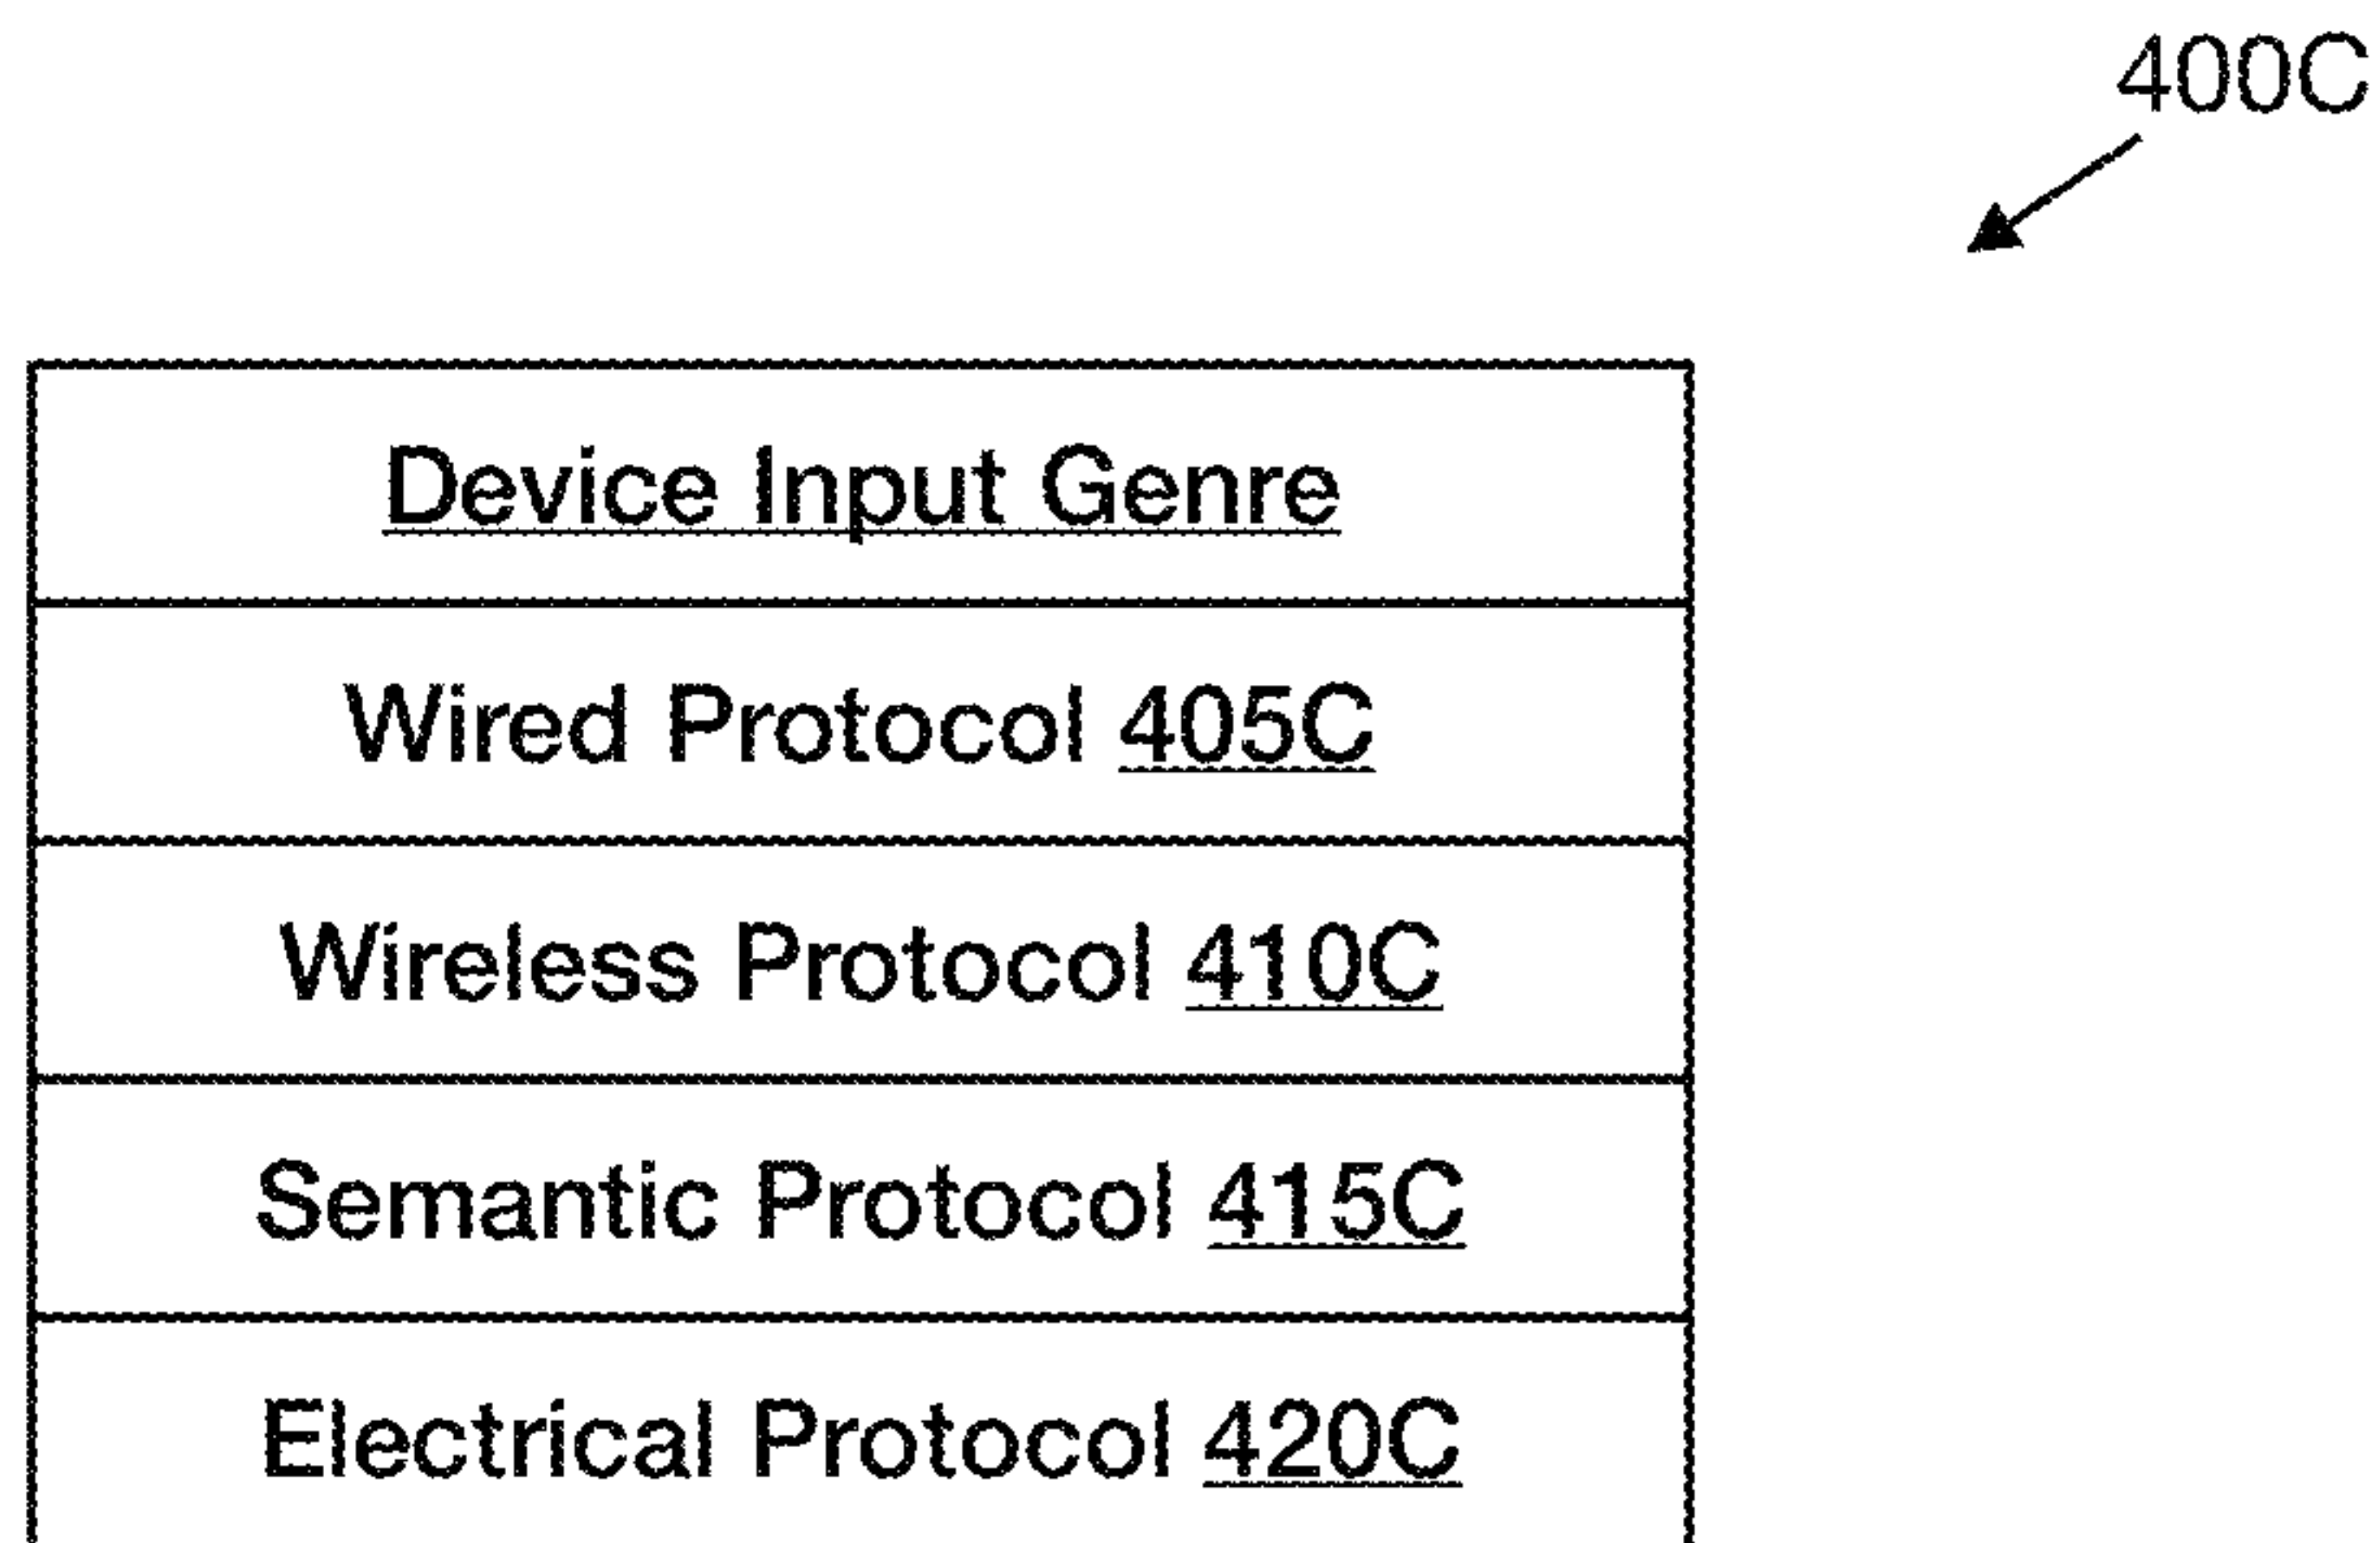 400C
Device Input Genre
Wired Protocol 405C
Wireless Protocol 410C
Semantic Protocol 415C
Electrical Protocol 420C